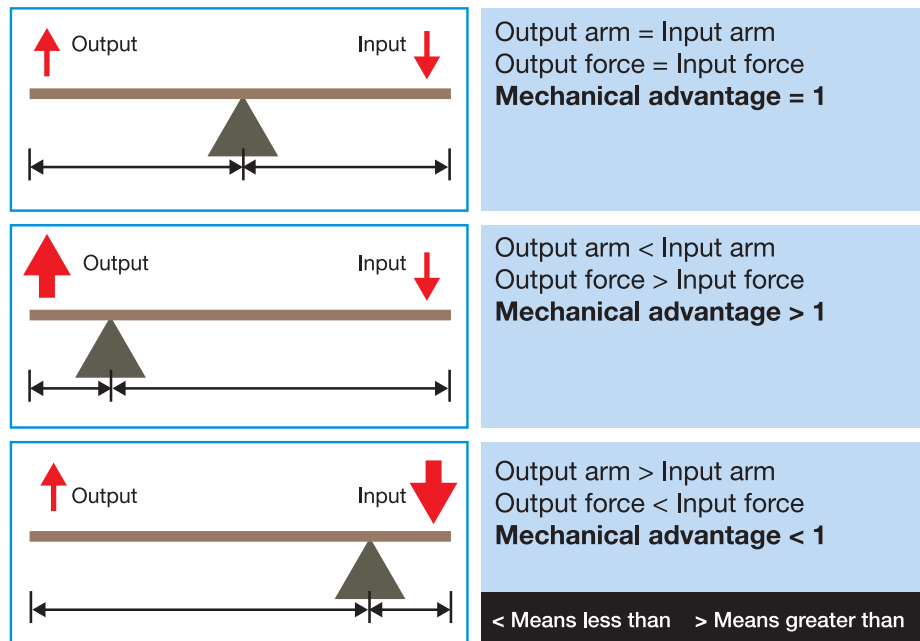 Output
Input
Output arm = Input arm
Output force = Input force
Mechanical advantage = 1
Output
Input
Output arm < Input arm
Output force > Input force
Mechanical advantage > 1
Output
Input
Output arm > Input arm
Output force < Input force
Mechanical advantage < 1
< Means less than > Means greater than